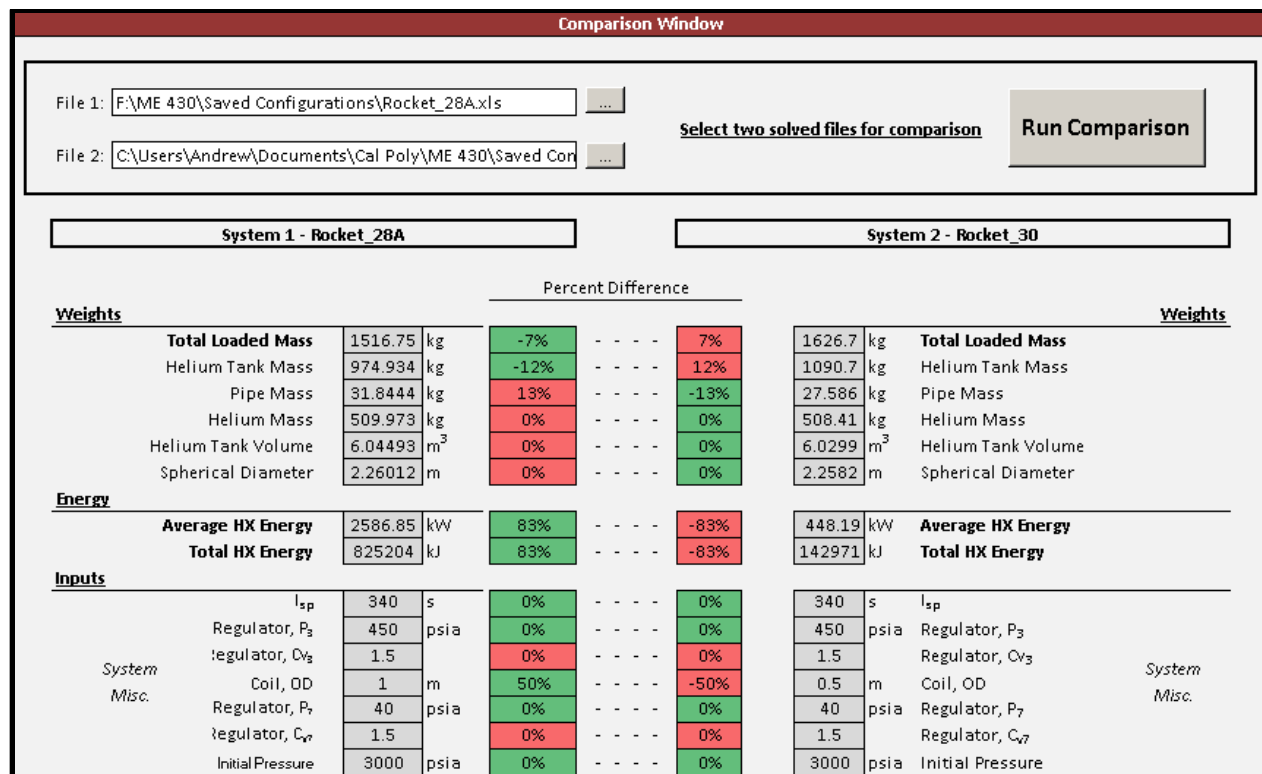 Comparison Window
File 1: F:\ME 430\Saved Configurations\Rocket_28A.xls ...
Select two solved files for comparison
Run Comparison
File 2: C:\Users\Andrew\Documents\Cal Poly\ME 430\Saved Con ...
System 1 - Rocket_28A System 2 - Rocket_30
Percent Difference
Weights Weights
Total Loaded Mass 1516.75 kg -7% - - - - 7% 1626.7 kg Total Loaded Mass
Helium Tank Mass 974.934 kg -12% - - - - 12% 1090.7 kg Helium Tank Mass
Pipe Mass 31.8444 kg 13% - - - - -13% 27.586 kg Pipe Mass
Helium Mass 509.973 kg 0% - - - - 0% 508.41 kg Helium Mass
Helium Tank Volume 6.04493 m³ 0% - - - - 0% 6.0299 m³ Helium Tank Volume
Spherical Diameter 2.26012 m 0% - - - - 0% 2.2582 m Spherical Diameter
Energy
Average HX Energy 2586.85 kW 83% - - - - -83% 448.19 kW Average HX Energy
Total HX Energy 825204 kJ 83% - - - - -83% 142971 kJ Total HX Energy
Inputs
Isp 340 s 0% - - - - 0% 340 s Isp
Regulator, P₃ 450 psia 0% - - - - 0% 450 psia Regulator, P₃
egulator, Cv₃ 1.5 0% - - - - 0% 1.5 Regulator, Cv₃
System Misc. Coil, OD 1 m 50% - - - - -50% 0.5 m Coil, OD System Misc.
Regulator, P₇ 40 psia 0% - - - - 0% 40 psia Regulator, P₇
egulator, Cv₇ 1.5 0% - - - - 0% 1.5 Regulator, Cv₇
Initial Pressure 3000 psia 0% - - - - 0% 3000 psia Initial Pressure